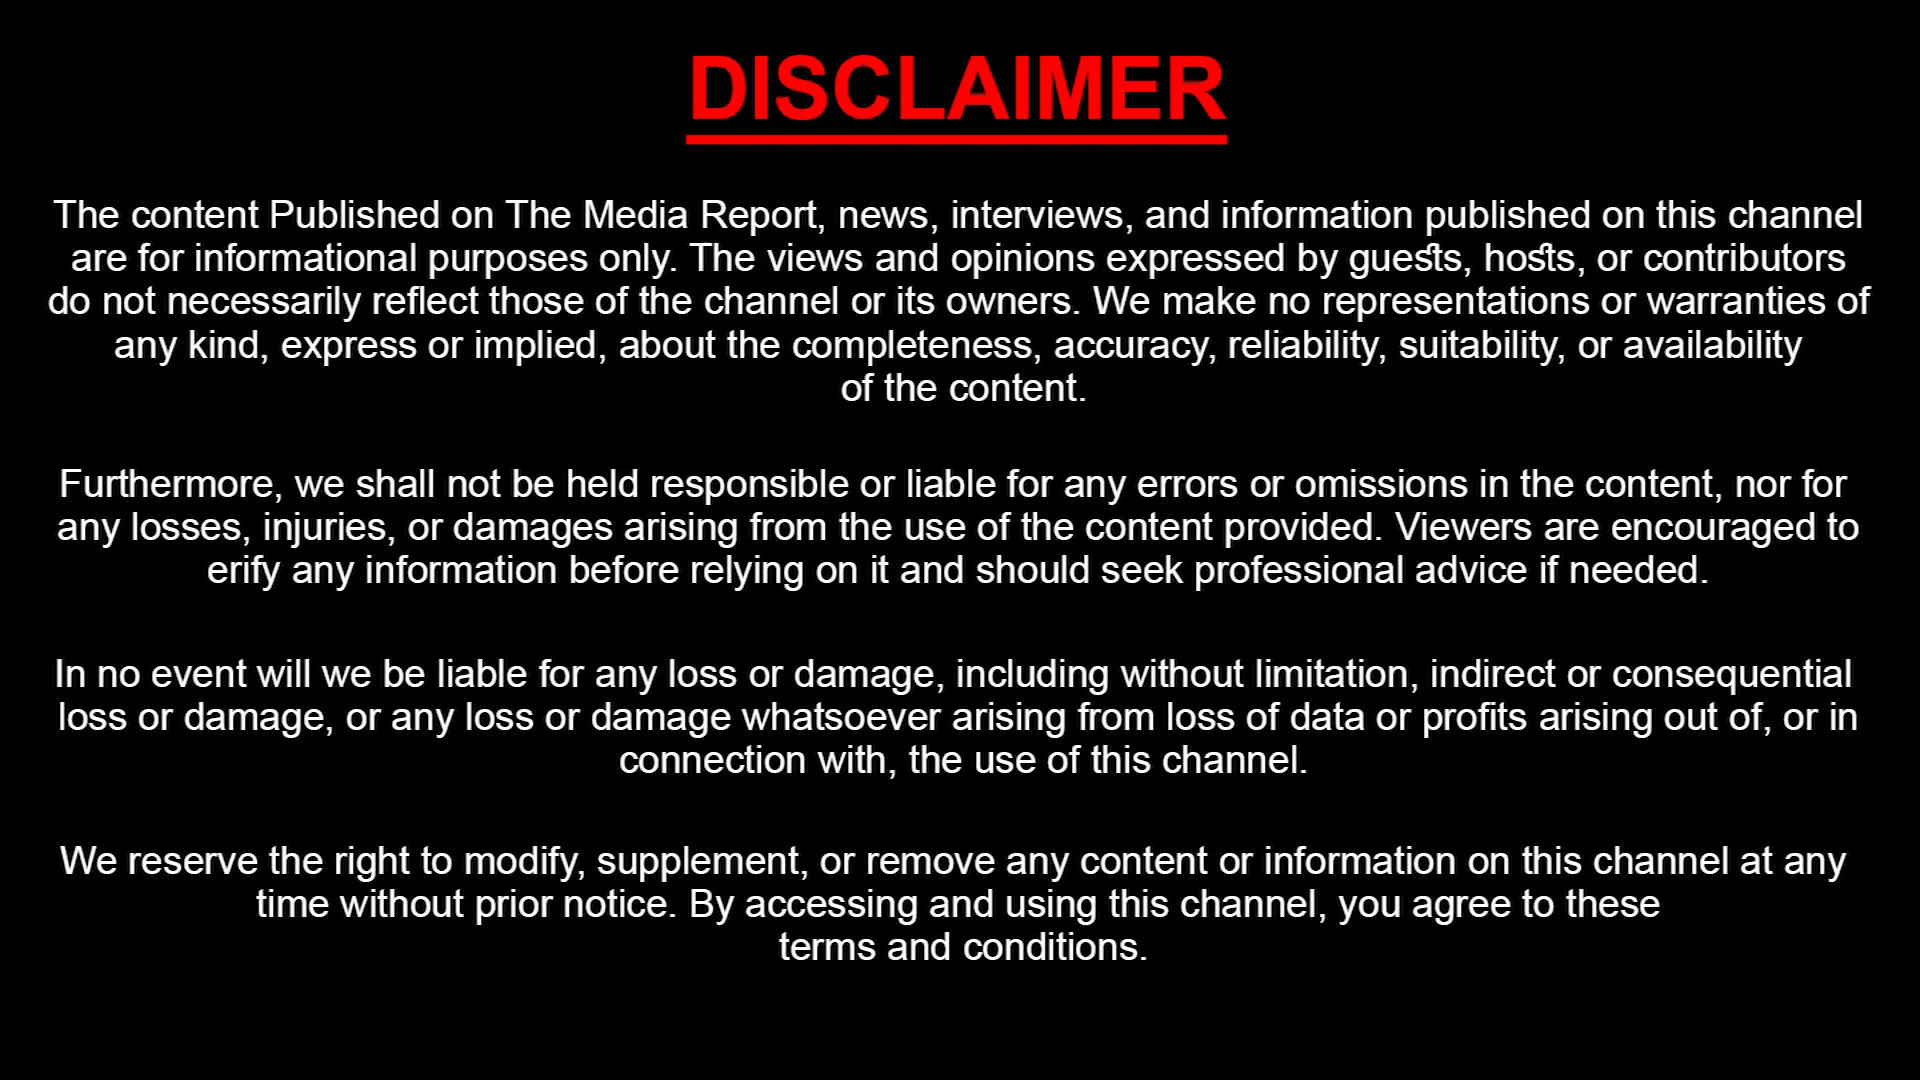 DISCLAIMER
The content Published on The Media Report, news, interviews, and information published on this channel
are for informational purposes only. The views and opinions expressed by guests, hosts, or contributors
do not necessarily reflect those of the channel or its owners. We make no representations or warranties of
any kind, express or implied, about the completeness, accuracy, reliability, suitability, or availability
of the content.
Furthermore, we shall not be held responsible or liable for any errors or omissions in the content, nor for
any losses, injuries, or damages arising from the use of the content provided. Viewers are encouraged to
erify any information before relying on it and should seek professional advice if needed.
In no event will we be liable for any loss or damage, including without limitation, indirect or consequential
loss or damage, or any loss or damage whatsoever arising from loss of data or profits arising out of, or in
connection with, the use of this channel.
We reserve the right to modify, supplement, or remove any content or information on this channel at any
time without prior notice. By accessing and using this channel, you agree to these
terms and conditions.